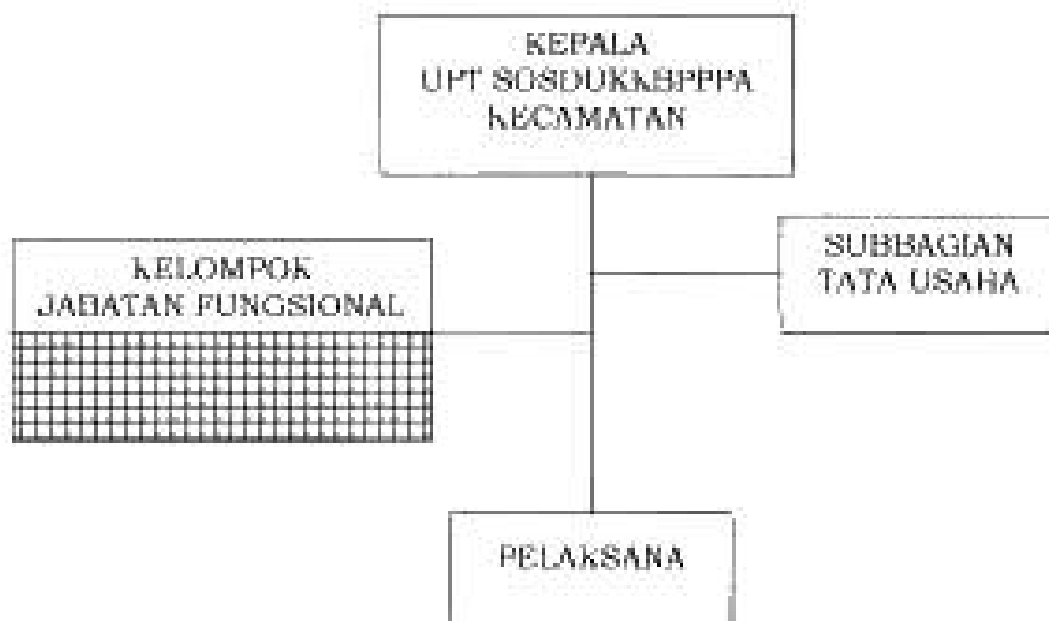 KEPALA
UPT SOSDUKKBPPPA
KECAMATAN
SUBBAGIAN
TATA USAHA
KELOMPOK
JABATAN FUNGSIONAL
PELAKSANA